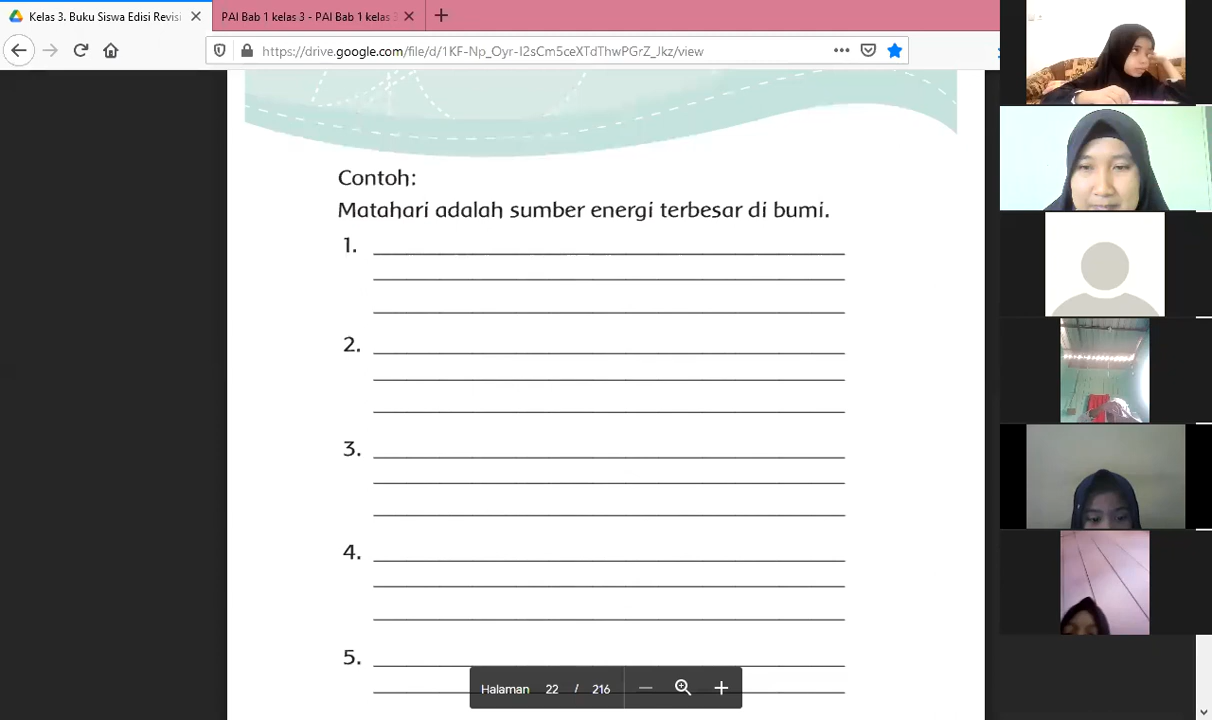 Kelas 3. Buku Siswa Edisi Revisi
PAI Bab 1 kelas 3 - PAI Bab 1 kelas 3
https://drive.google.com/file/d/1KF-Np_Oyr-I2sCm5ceXTdThwPGrZ_Jkz/view
Contoh:
Matahari adalah sumber energi terbesar di bumi.
1.
2.
3.
4.
5.
Halaman 22 / 216